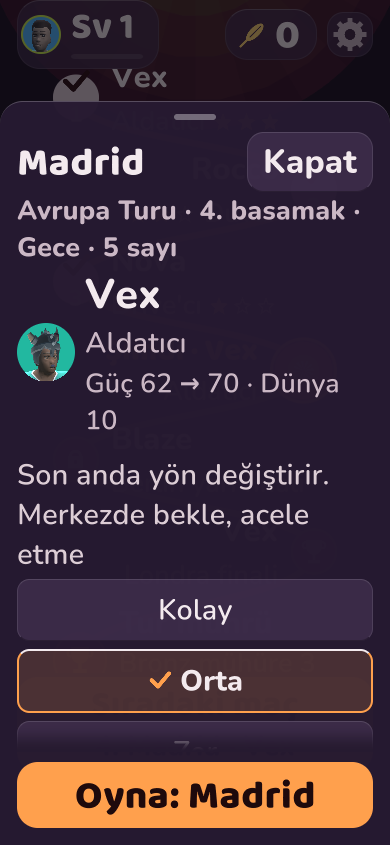 Sv 1
0
Vex
Madrid
Kapat
Avrupa Turu · 4. basamak ·
Gece · 5 sayı
Vex
Aldatıcı
Güç 62 → 70 · Dünya
10
Blaze
Son anda yön değiştirir.
Merkezde bekle, acele
etme
Kolay
Orta
Oyna: Madrid